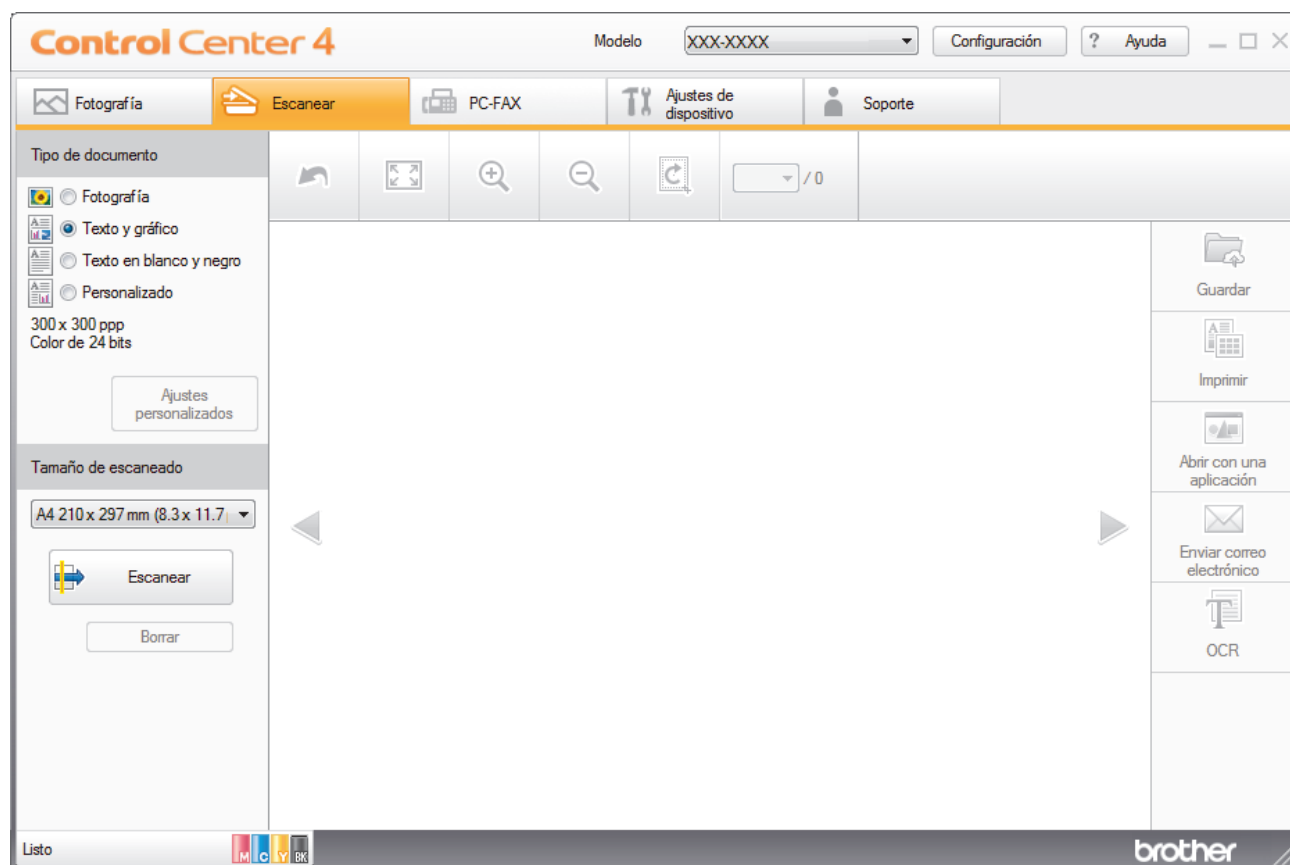 Control Center 4
Modelo
XXX-XXXX
Configuración
? Ayuda
Fotografía
Escanear
PC-FAX
Ajustes de
dispositivo
Soporte
Tipo de documento
Fotografía
Texto y gráfico
Texto en blanco y negro
Personalizado
300 x 300 ppp
Color de 24 bits
Ajustes
personalizados
Tamaño de escaneado
A4 210 x 297 mm (8.3 x 11.7
Escanear
Borrar
/ 0
Guardar
Imprimir
Abrir con una
aplicación
Enviar correo
electrónico
OCR
Listo
M C Y BK
brother